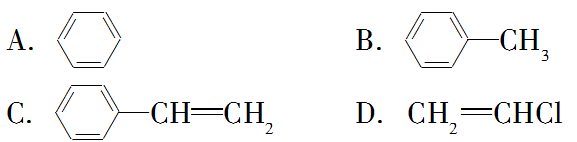 A. B. —CH₃
C. —CH=CH₂ D. CH₂=CHCl